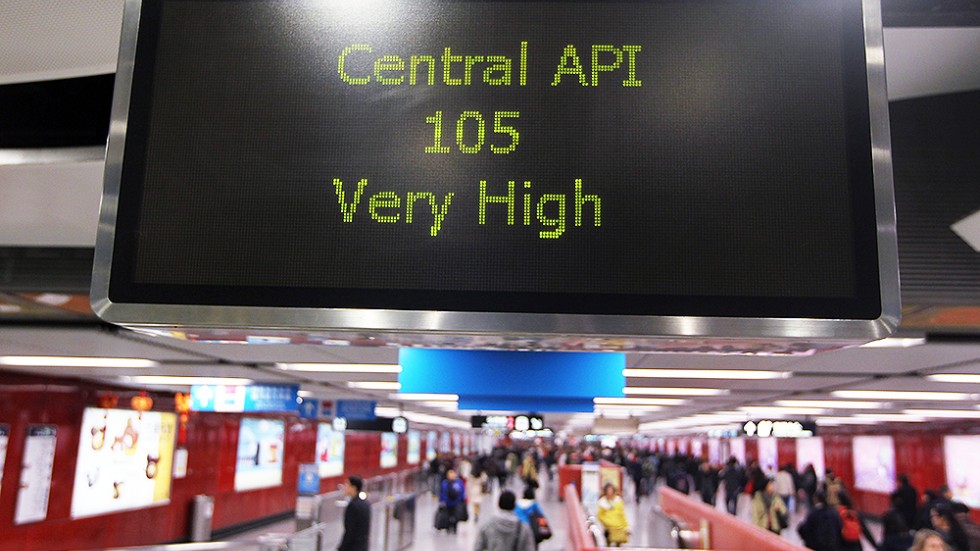 Central API
105
Very High